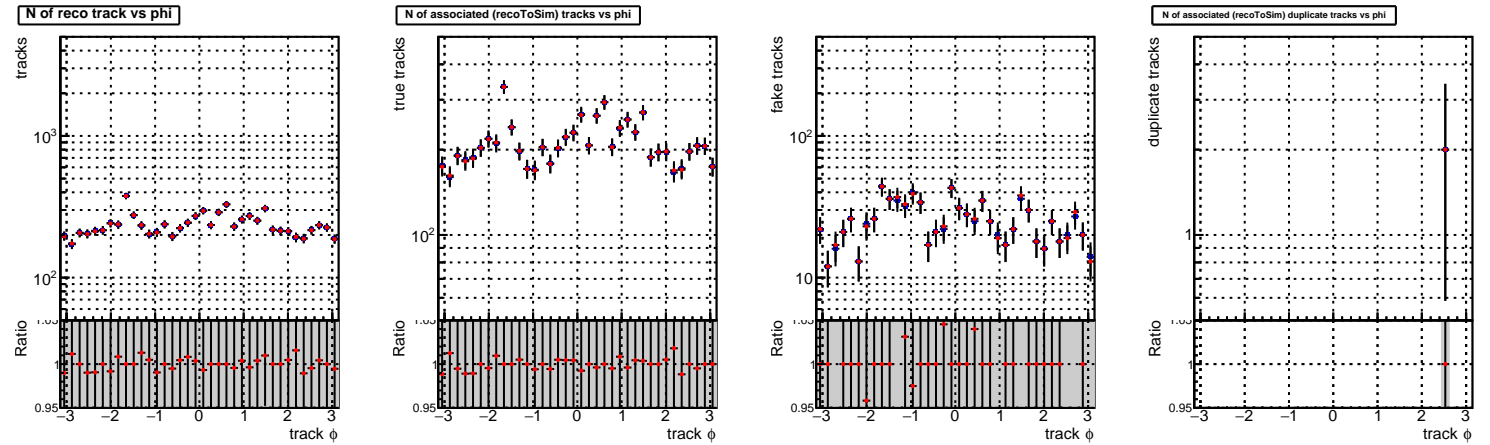 N of reco track vs phi
tracks
10³
10²
Ratio
1
0.95
−3 −2 −1 0 1 2 3
track ϕ
N of associated (recoToSim) tracks vs phi
true tracks
10²
Ratio
1
0.95
−3 −2 −1 0 1 2 3
track ϕ
fake tracks
10²
10
Ratio
1
0.95
−3 −2 −1 0 1 2 3
track ϕ
N of associated (recoToSim) duplicate tracks vs phi
duplicate tracks
1
Ratio
1
0.95
−3 −2 −1 0 1 2 3
track ϕ